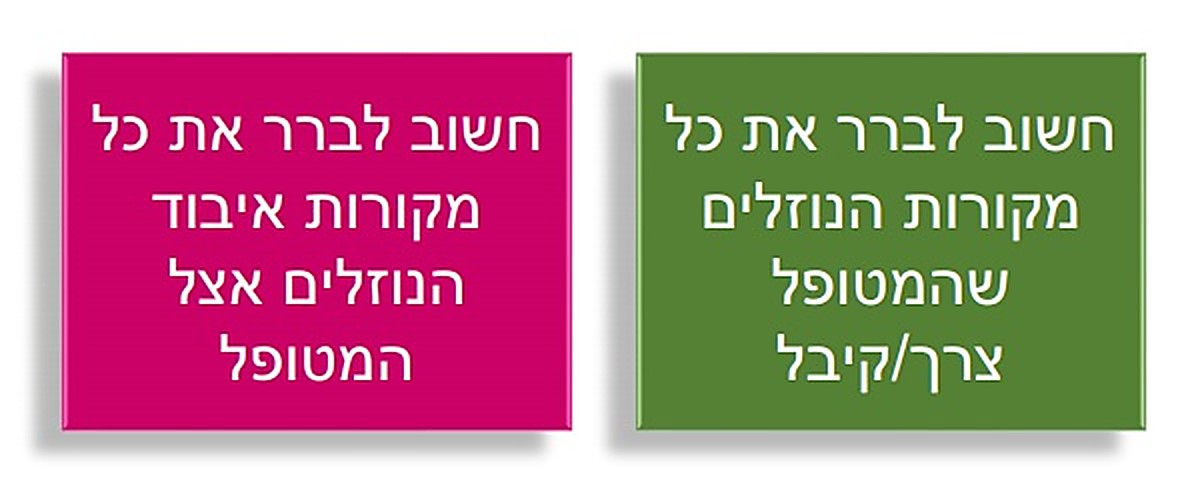 חשוב לברר את כל
מקורות הנוזלים
שהמטופל
צרך/קיבל
חשוב לברר את כל
מקורות איבוד
הנוזלים אצל
המטופל